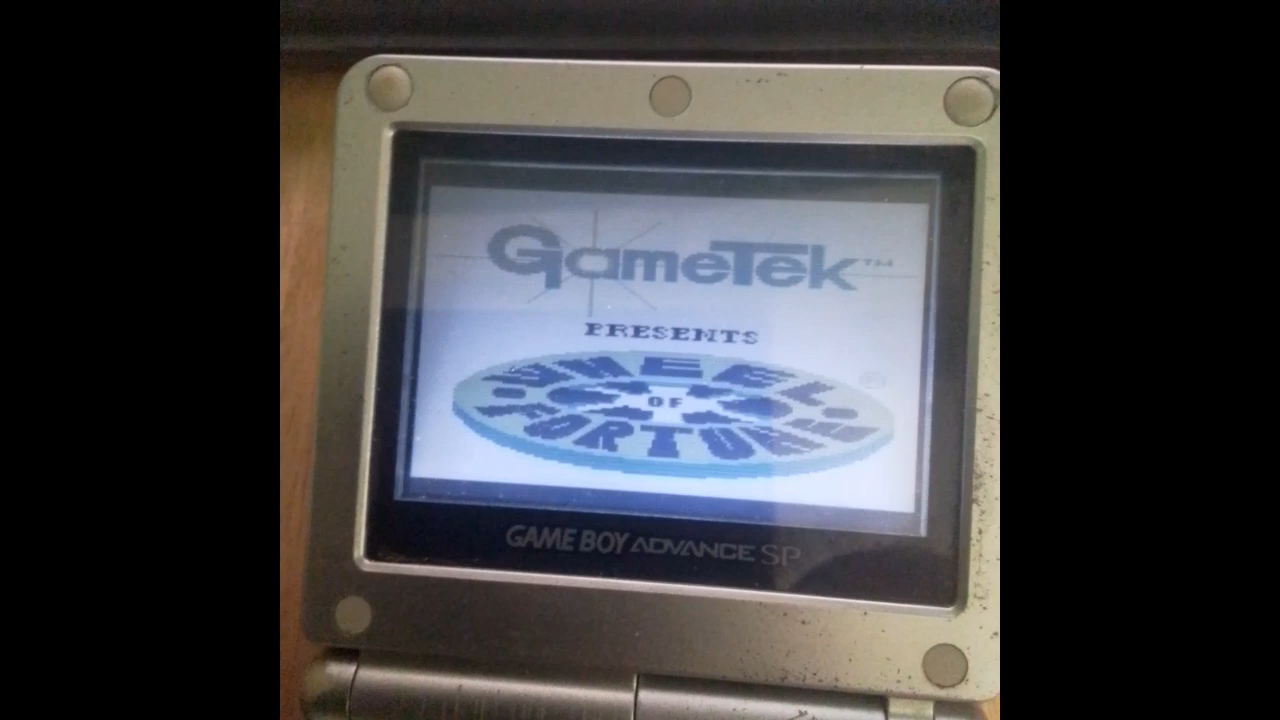 GameTek™
PRESENTS
WHEEL ®
OF
FORTUNE
GAME BOY ADVANCE SP